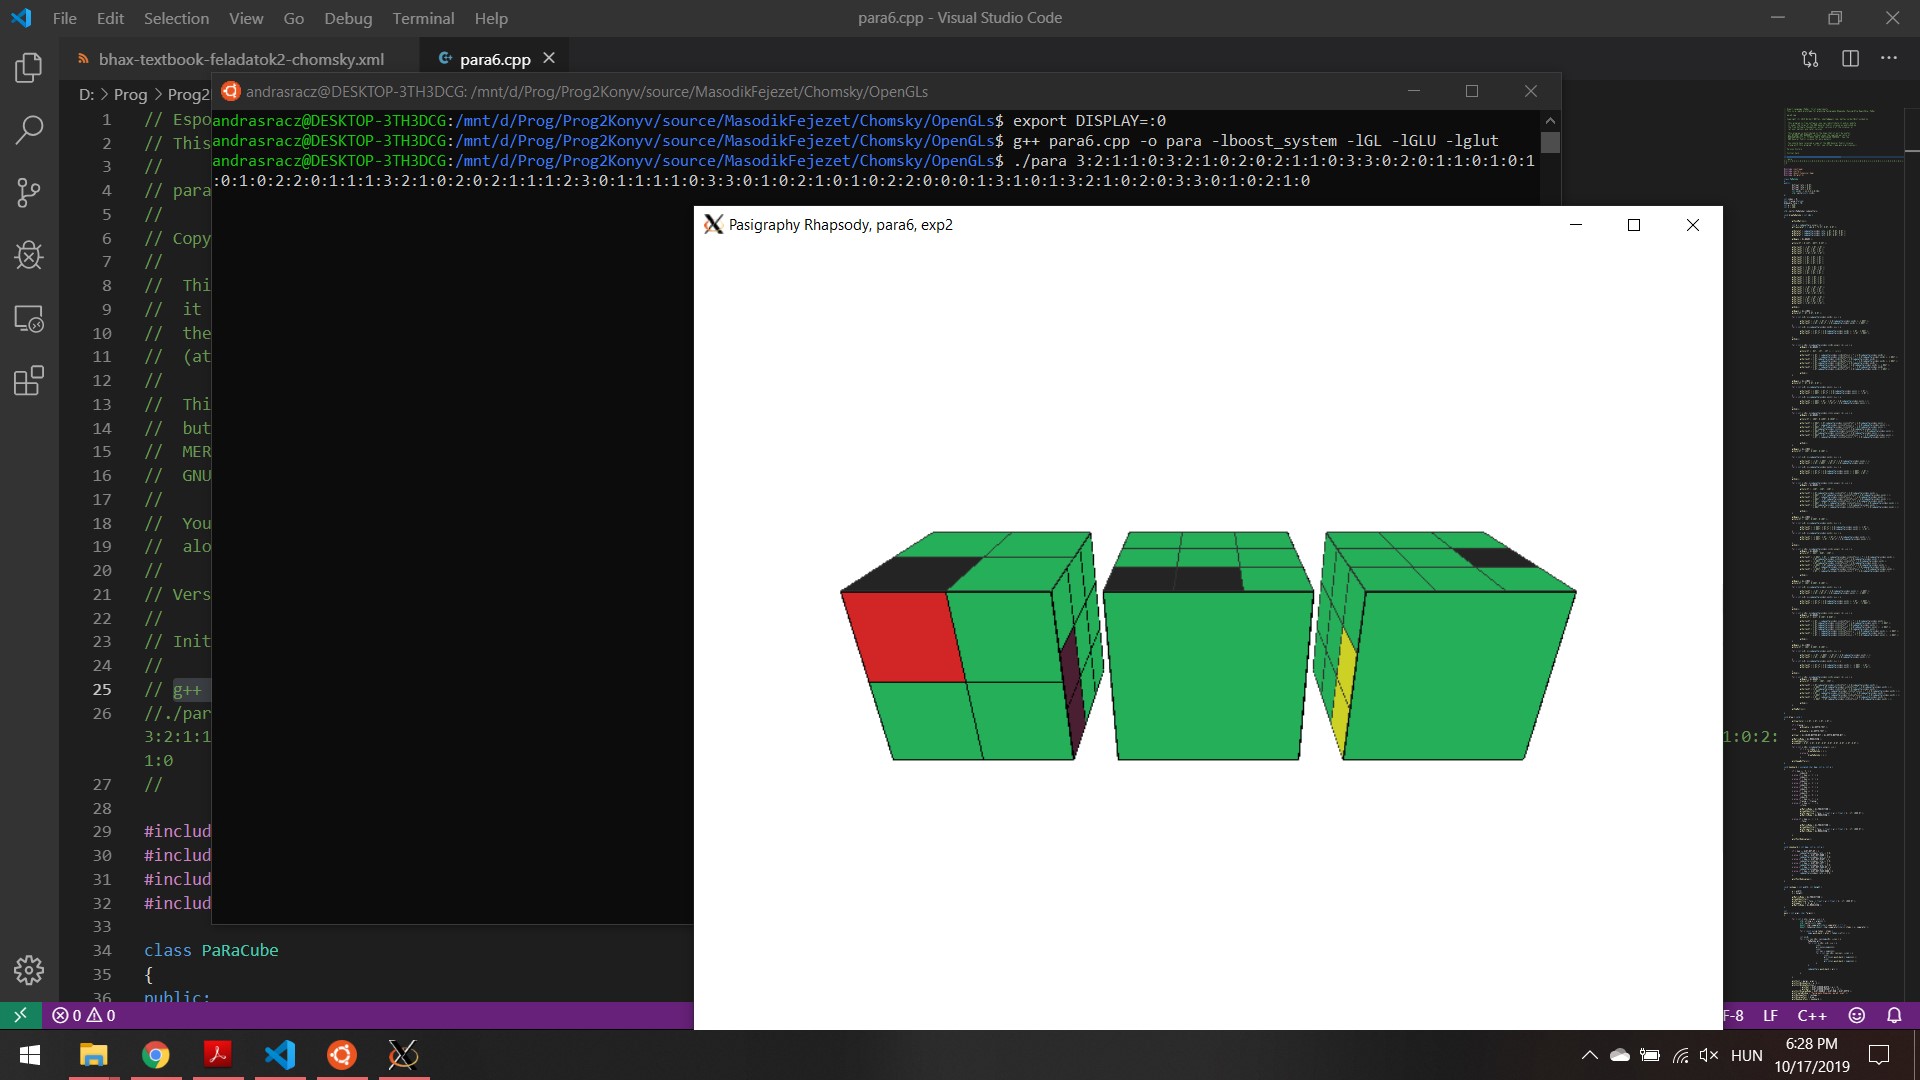 File Edit Selection View Go Debug Terminal Help
para6.cpp - Visual Studio Code
bhax-textbook-feladatok2-chomsky.xml
para6.cpp
D: > Prog > Prog2
andrasracz@DESKTOP-3TH3DCG: /mnt/d/Prog/Prog2Konyv/source/MasodikFejezet/Chomsky/OpenGLs
andrasracz@DESKTOP-3TH3DCG:/mnt/d/Prog/Prog2Konyv/source/MasodikFejezet/Chomsky/OpenGLs$ export DISPLAY=:0
andrasracz@DESKTOP-3TH3DCG:/mnt/d/Prog/Prog2Konyv/source/MasodikFejezet/Chomsky/OpenGLs$ g++ para6.cpp -o para -lboost_system -lGL -lGLU -lglut
andrasracz@DESKTOP-3TH3DCG:/mnt/d/Prog/Prog2Konyv/source/MasodikFejezet/Chomsky/OpenGLs$ ./para 3:2:1:1:0:3:2:1:0:2:0:2:1:1:0:3:3:0:2:0:1:1:0:1:0:1
:0:1:0:2:2:0:1:1:1:3:2:1:0:2:0:2:1:1:1:2:3:0:1:1:1:1:0:3:3:0:1:0:2:1:0:1:0:2:2:0:0:0:1:3:1:0:1:3:2:1:0:2:0:3:3:0:1:0:2:1:0
Pasigraphy Rhapsody, para6, exp2
1 // Espo
2 // This
3 //
4 // para
5 //
6 // Copy
7 //
8 // Thi
9 // it
10 // the
11 // (at
12 //
13 // Thi
14 // but
15 // MER
16 // GNU
17 //
18 // You
19 // alo
20 //
21 // Vers
22 //
23 // Init
24 //
25 // g++
26 //./par
3:2:1:1
1:0:2:
1:0
27 //
28
29 #includ
30 #includ
31 #includ
32 #includ
33
34 class PaRaCube
35 {
36 public:
0 0
F-8 LF C++
HUN
6:28 PM
10/17/2019